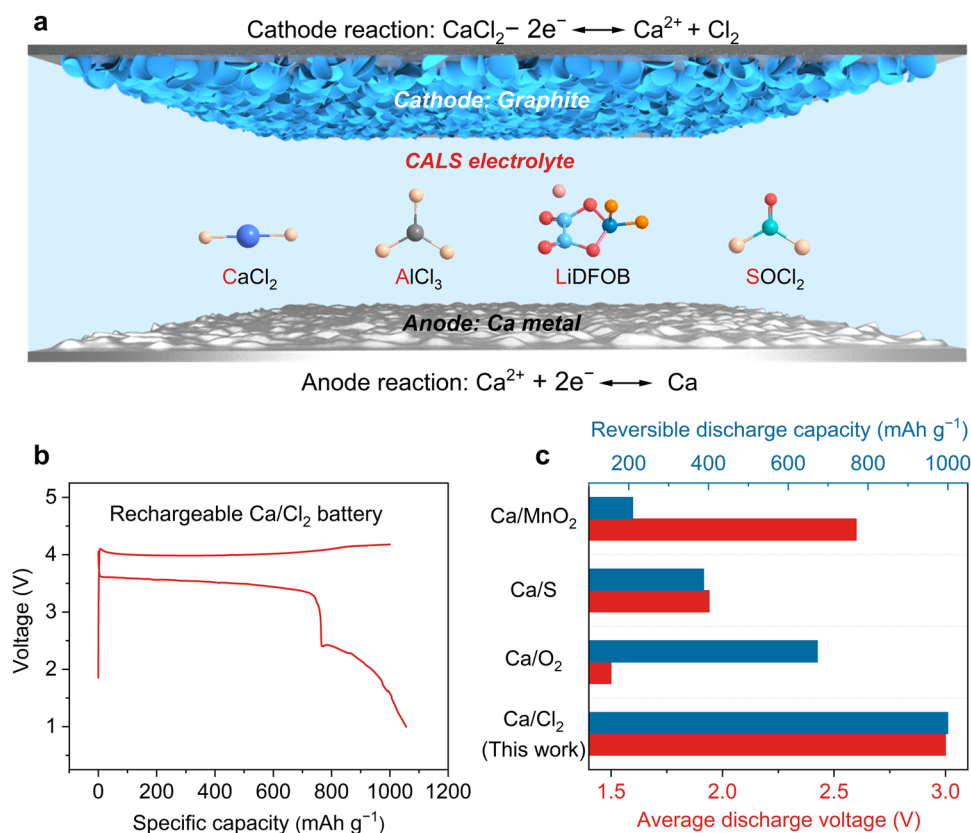 a
Cathode reaction: CaCl₂ − 2e⁻ ⟷ Ca²⁺ + Cl₂
Cathode: Graphite
CALS electrolyte
CaCl₂ AlCl₃ LiDFOB SOCl₂
Anode: Ca metal
Anode reaction: Ca²⁺ + 2e⁻ ⟷ Ca
b
Rechargeable Ca/Cl₂ battery
Voltage (V)
5
4
3
2
1
0 200 400 600 800 1000 1200
Specific capacity (mAh g⁻¹)
c
Reversible discharge capacity (mAh g⁻¹)
200 400 600 800 1000
Ca/MnO₂
Ca/S
Ca/O₂
Ca/Cl₂
(This work)
1.5 2.0 2.5 3.0
Average discharge voltage (V)